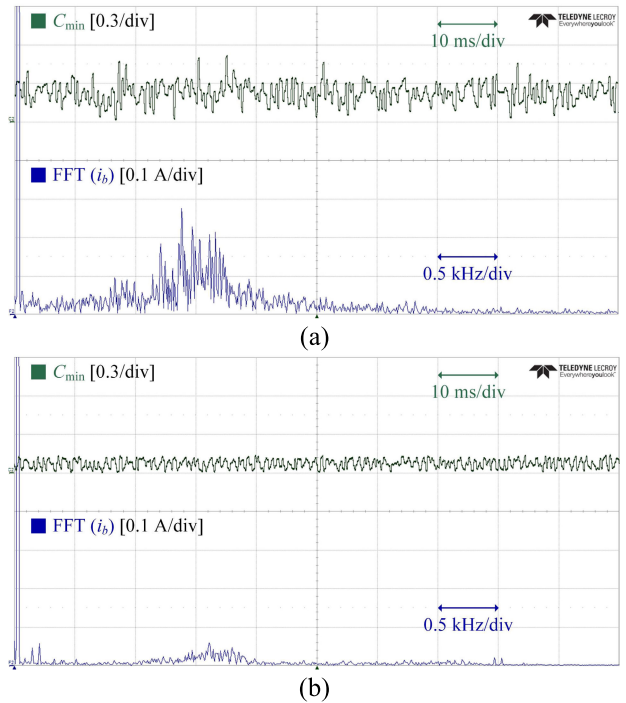 C_min [0.3/div]
TELEDYNE LECROY
Everywhereyoulook
10 ms/div
FFT (i_b) [0.1 A/div]
0.5 kHz/div
(a)
C_min [0.3/div]
TELEDYNE LECROY
Everywhereyoulook
10 ms/div
FFT (i_b) [0.1 A/div]
0.5 kHz/div
(b)